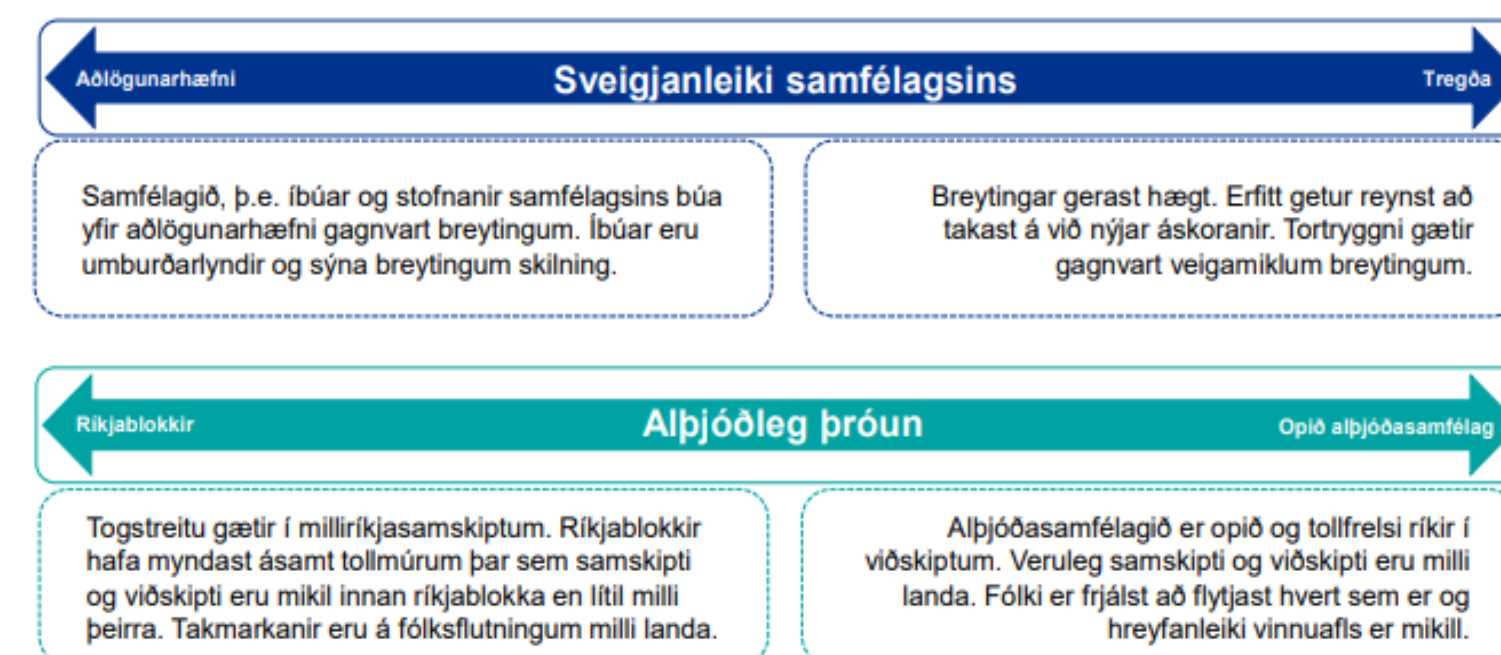 Aðlögunarhæfni Sveigjanleiki samfélagsins Tregða
Samfélagið, þ.e. íbúar og stofnanir samfélagsins búa
yfir aðlögunarhæfni gagnvart breytingum. Íbúar eru
umburðarlyndir og sýna breytingum skilning.
Breytingar gerast hægt. Erfitt getur reynst að
takast á við nýjar áskoranir. Tortryggni gætir
gagnvart veigamiklum breytingum.
Ríkjablokkir Alþjóðleg þróun Opið alþjóðasamfélag
Togstreitu gætir í milliríkjasamskiptum. Ríkjablokkir
hafa myndast ásamt tollmúrum þar sem samskipti
og viðskipti eru mikil innan ríkjablokka en lítil milli
þeirra. Takmarkanir eru á fólksflutningum milli landa.
Alþjóðasamfélagið er opið og tollfrelsi ríkir í
viðskiptum. Veruleg samskipti og viðskipti eru milli
landa. Fólki er frjálst að flytjast hvert sem er og
hreyfanleiki vinnuafls er mikill.